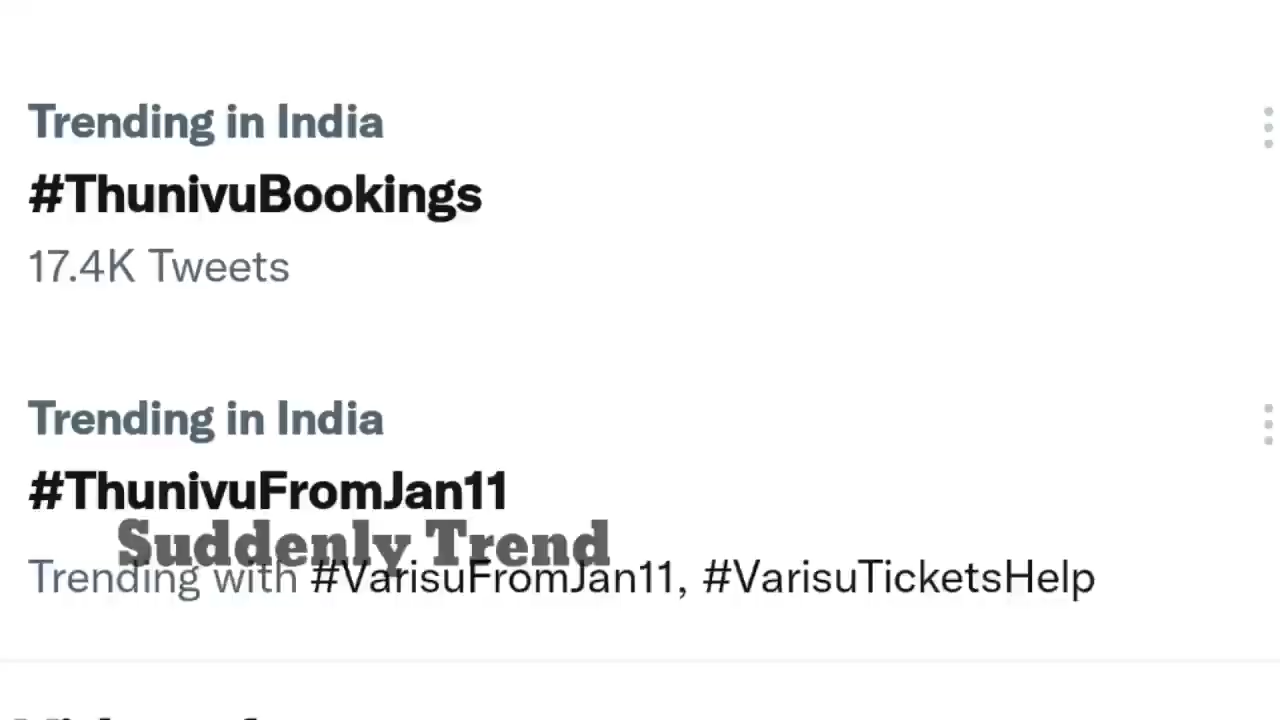 Trending in India
#ThunivuBookings
17.4K Tweets
Trending in India
#ThunivuFromJan11
Suddenly Trend
Trending with #VarisuFromJan11, #VarisuTicketsHelp